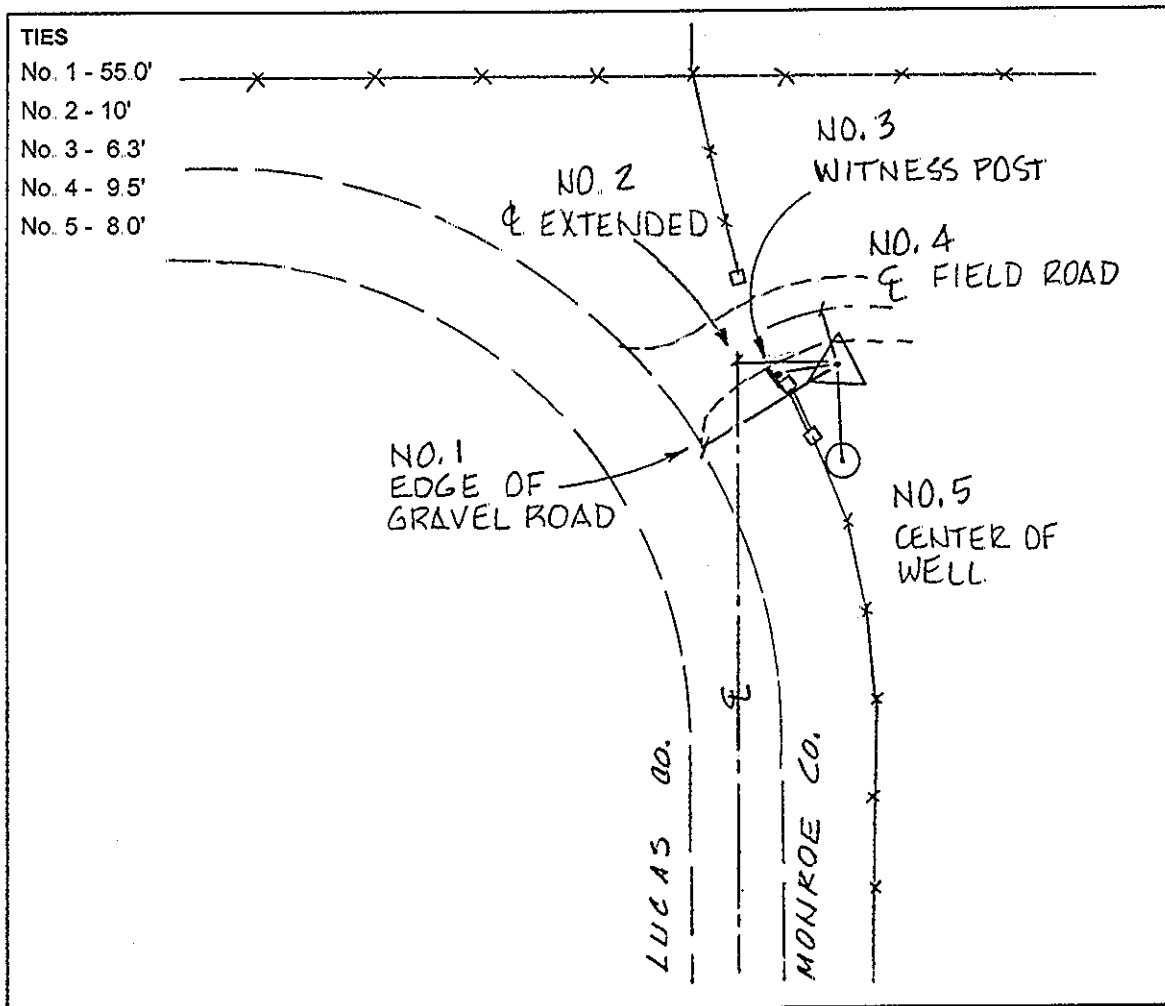 TIES
No. 1 - 55.0'
No. 2 - 10'
No. 3 - 6.3'
No. 4 - 9.5'
No. 5 - 8.0'
NO. 3
WITNESS POST
NO. 2
℄ EXTENDED
NO. 4
℄ FIELD ROAD
NO. 1
EDGE OF
GRAVEL ROAD
NO. 5
CENTER OF
WELL
℄
LUCAS CO.
MONROE CO.